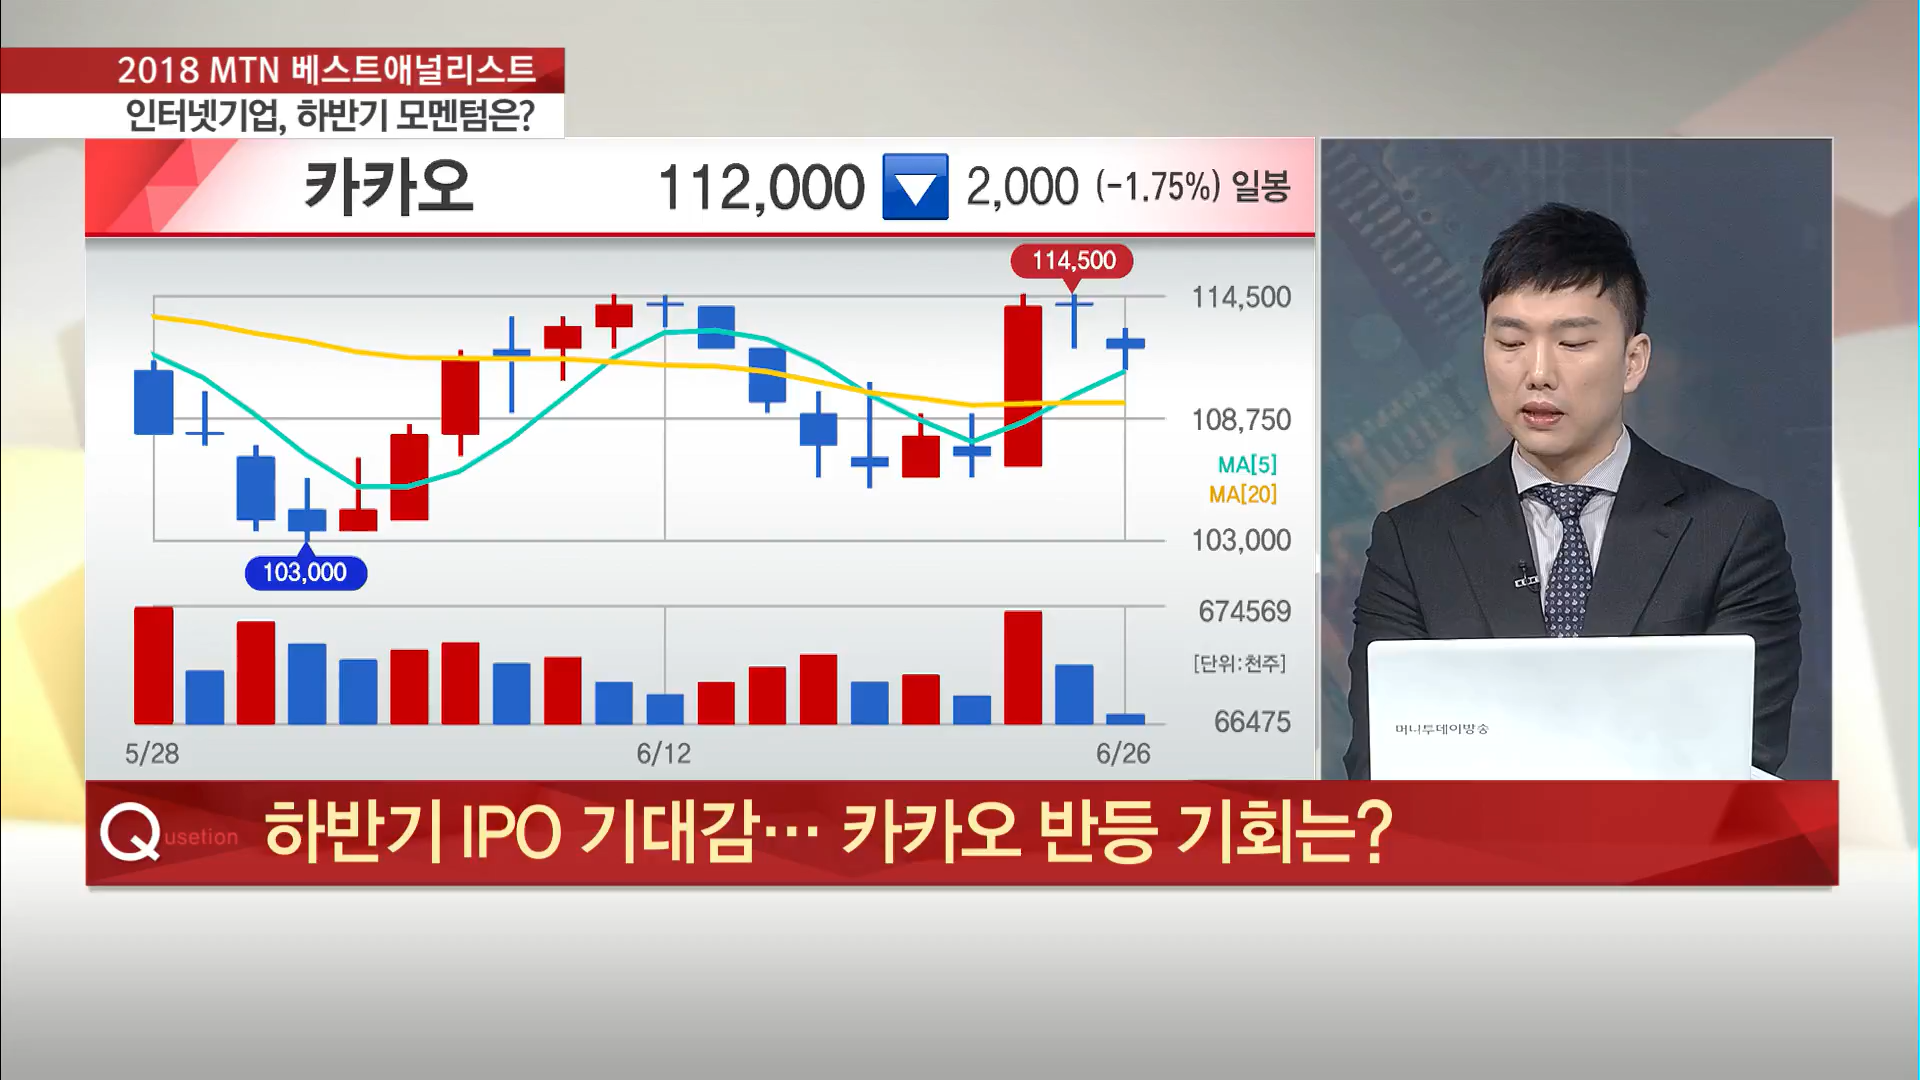 2018 MTN 베스트애널리스트
인터넷기업, 하반기 모멘텀은?
카카오 112,000 ▼ 2,000 (-1.75%) 일봉
114,500
114,500
108,750
MA[5]
MA[20]
103,000
103,000
674569
[단위:천주]
66475
5/28 6/12 6/26
머니투데이방송
Qusetion 하반기 IPO 기대감… 카카오 반등 기회는?